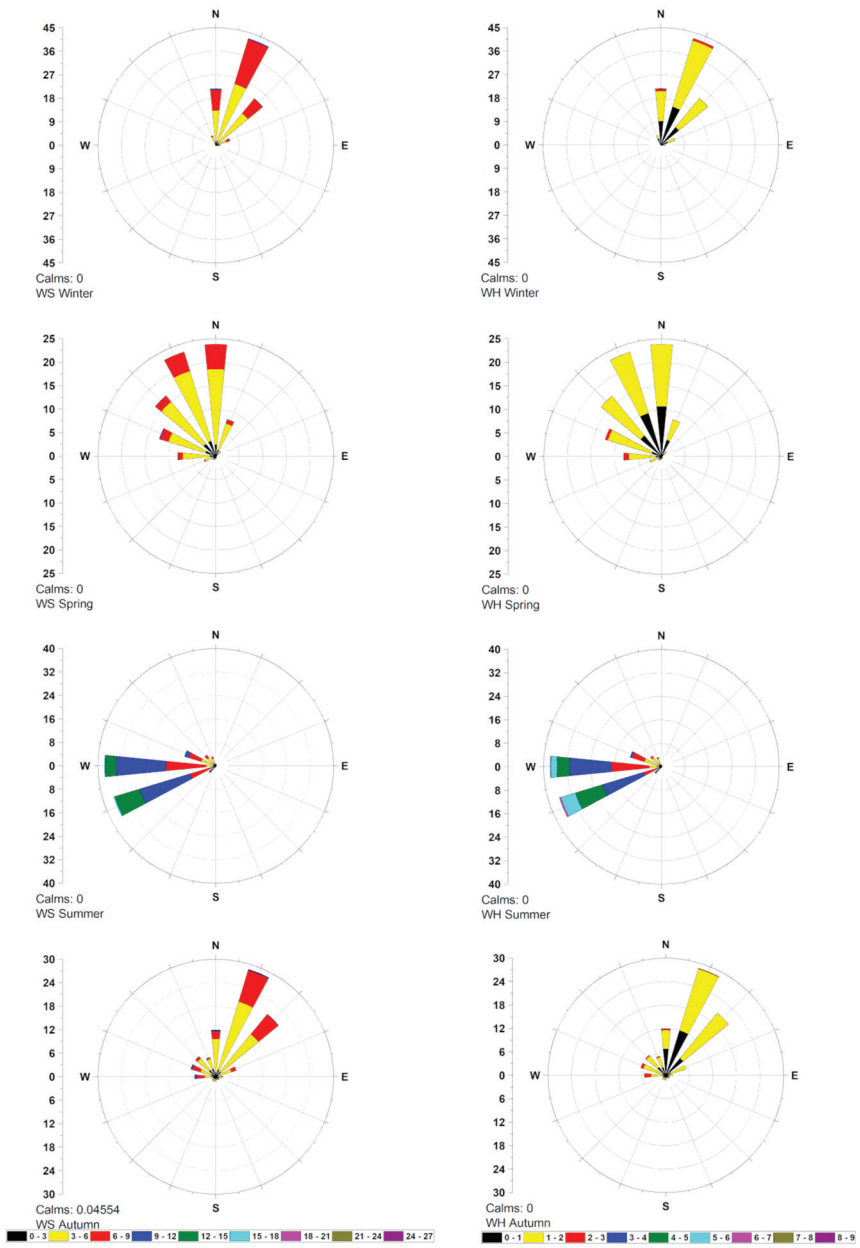 N
N
45
36
27
18
9
0
9
18
27
36
45
W
E
S
45
36
27
18
9
0
9
18
27
36
45
W
E
S
Calms: 0
WS Winter
Calms: 0
WH Winter
N
N
25
20
15
10
5
0
5
10
15
20
25
W
E
S
25
20
15
10
5
0
5
10
15
20
25
W
E
S
Calms: 0
WS Spring
Calms: 0
WH Spring
N
N
40
32
24
16
8
0
8
16
24
32
40
W
E
S
40
32
24
16
8
0
8
16
24
32
40
W
E
S
Calms: 0
WS Summer
Calms: 0
WH Summer
N
N
30
24
18
12
6
0
6
12
18
24
30
W
E
S
30
24
18
12
6
0
6
12
18
24
30
W
E
S
Calms: 0.04554
WS Autumn
Calms: 0
WH Autumn
0 - 3 3 - 6 6 - 9 9 - 12 12 - 15 15 - 18 18 - 21 21 - 24 24 - 27
0 - 1 1 - 2 2 - 3 3 - 4 4 - 5 5 - 6 6 - 7 7 - 8 8 - 9